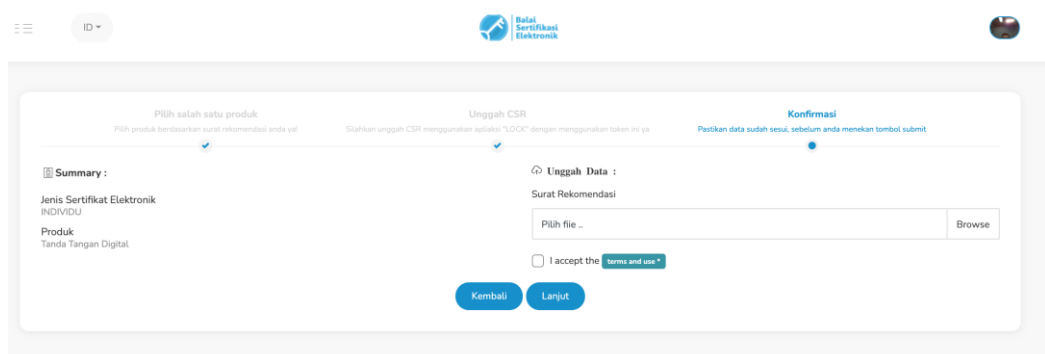 ID
Balai
Sertifikasi
Elektronik
Pilih salah satu produk
Pilih produk berdasarkan surat rekomendasi anda ya!
Unggah CSR
Silahkan unggah CSR menggunakan apliaksi "LOCK" dengan menggunakan token ini ya
Konfirmasi
Pastikan data sudah sesui, sebelum anda menekan tombol submit
Summary :
Jenis Sertifikat Elektronik
INDIVIDU
Produk
Tanda Tangan Digital
Unggah Data :
Surat Rekomendasi
Pilih fiie ..
Browse
I accept the terms and use *
Kembali
Lanjut